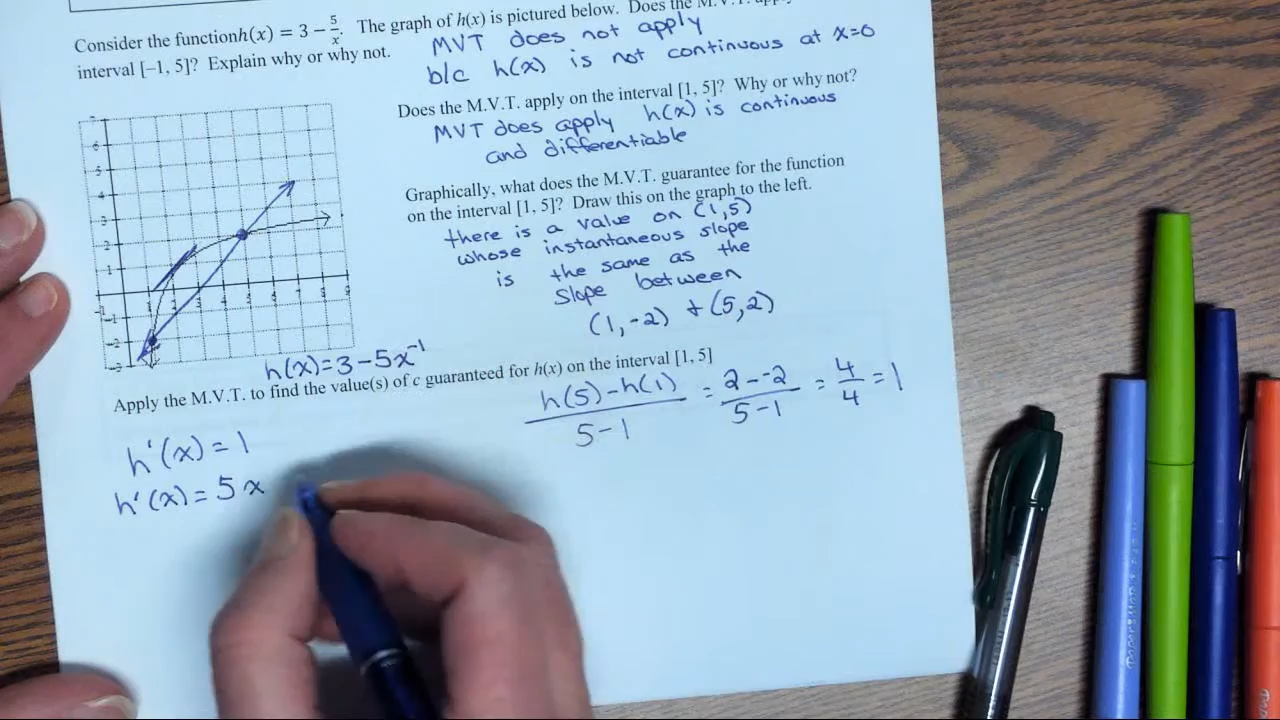 Consider the functionh(x) = 3 − 5/x. The graph of h(x) is pictured below. Does the M.V.T.
interval [−1, 5]? Explain why or why not.
MVT does not apply
b/c h(x) is not continuous at x=0
Does the M.V.T. apply on the interval [1, 5]? Why or why not?
MVT does apply h(x) is continuous
and differentiable
Graphically, what does the M.V.T. guarantee for the function
on the interval [1, 5]? Draw this on the graph to the left.
there is a value on (1,5)
whose instantaneous slope
is the same as the
slope between
(1,-2) + (5,2)
h(x)=3-5x⁻¹
Apply the M.V.T. to find the value(s) of c guaranteed for h(x) on the interval [1, 5]
h(5)-h(1)/5-1 = 2--2/5-1 = 4/4 = 1
h'(x) = 1
h'(x) = 5x